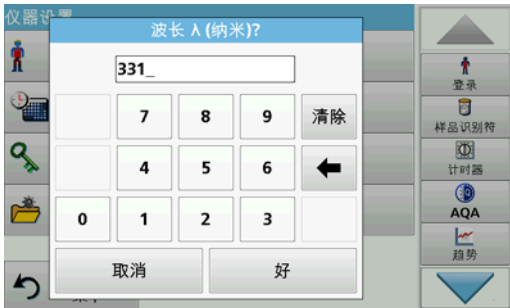 仪器设
波长 λ (纳米)?
331_
7 8 9 清除
4 5 6
0 1 2 3
取消 好
登录
样品识别符
计时器
AQA
趋势